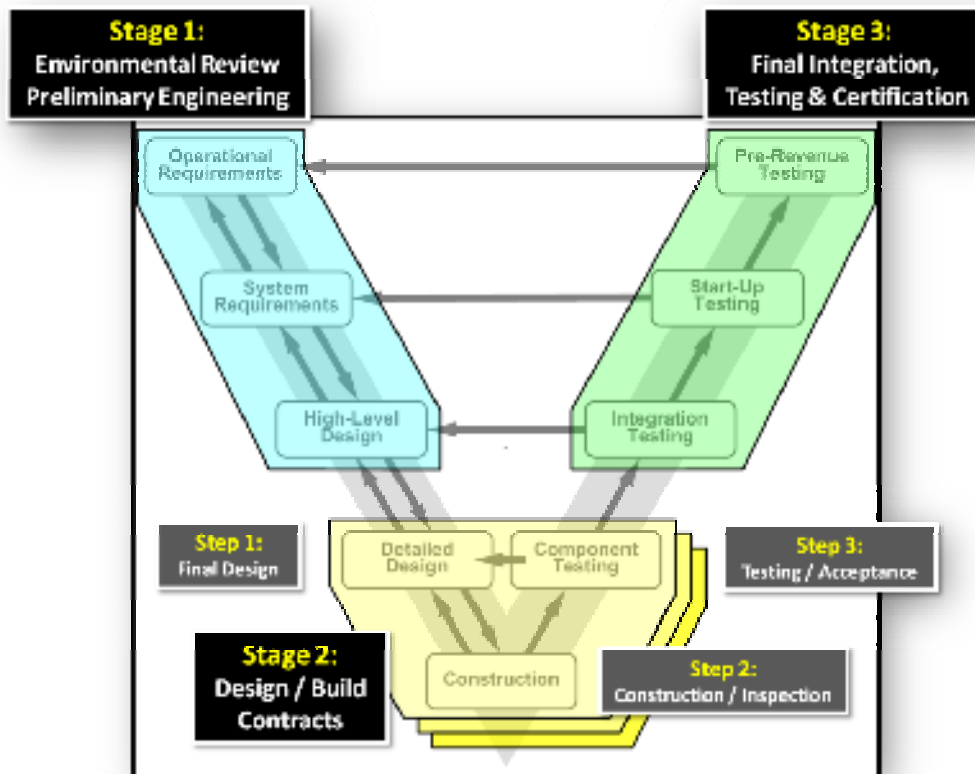 Stage 1:
Environmental Review
Preliminary Engineering
Stage 3:
Final Integration,
Testing & Certification
Operational
Requirements
Pre-Revenue
Testing
System
Requirements
Start-Up
Testing
High-Level
Design
Integration
Testing
Step 1:
Final Design
Detailed
Design
Component
Testing
Step 3:
Testing / Acceptance
Stage 2:
Design / Build
Contracts
Construction
Step 2:
Construction / Inspection